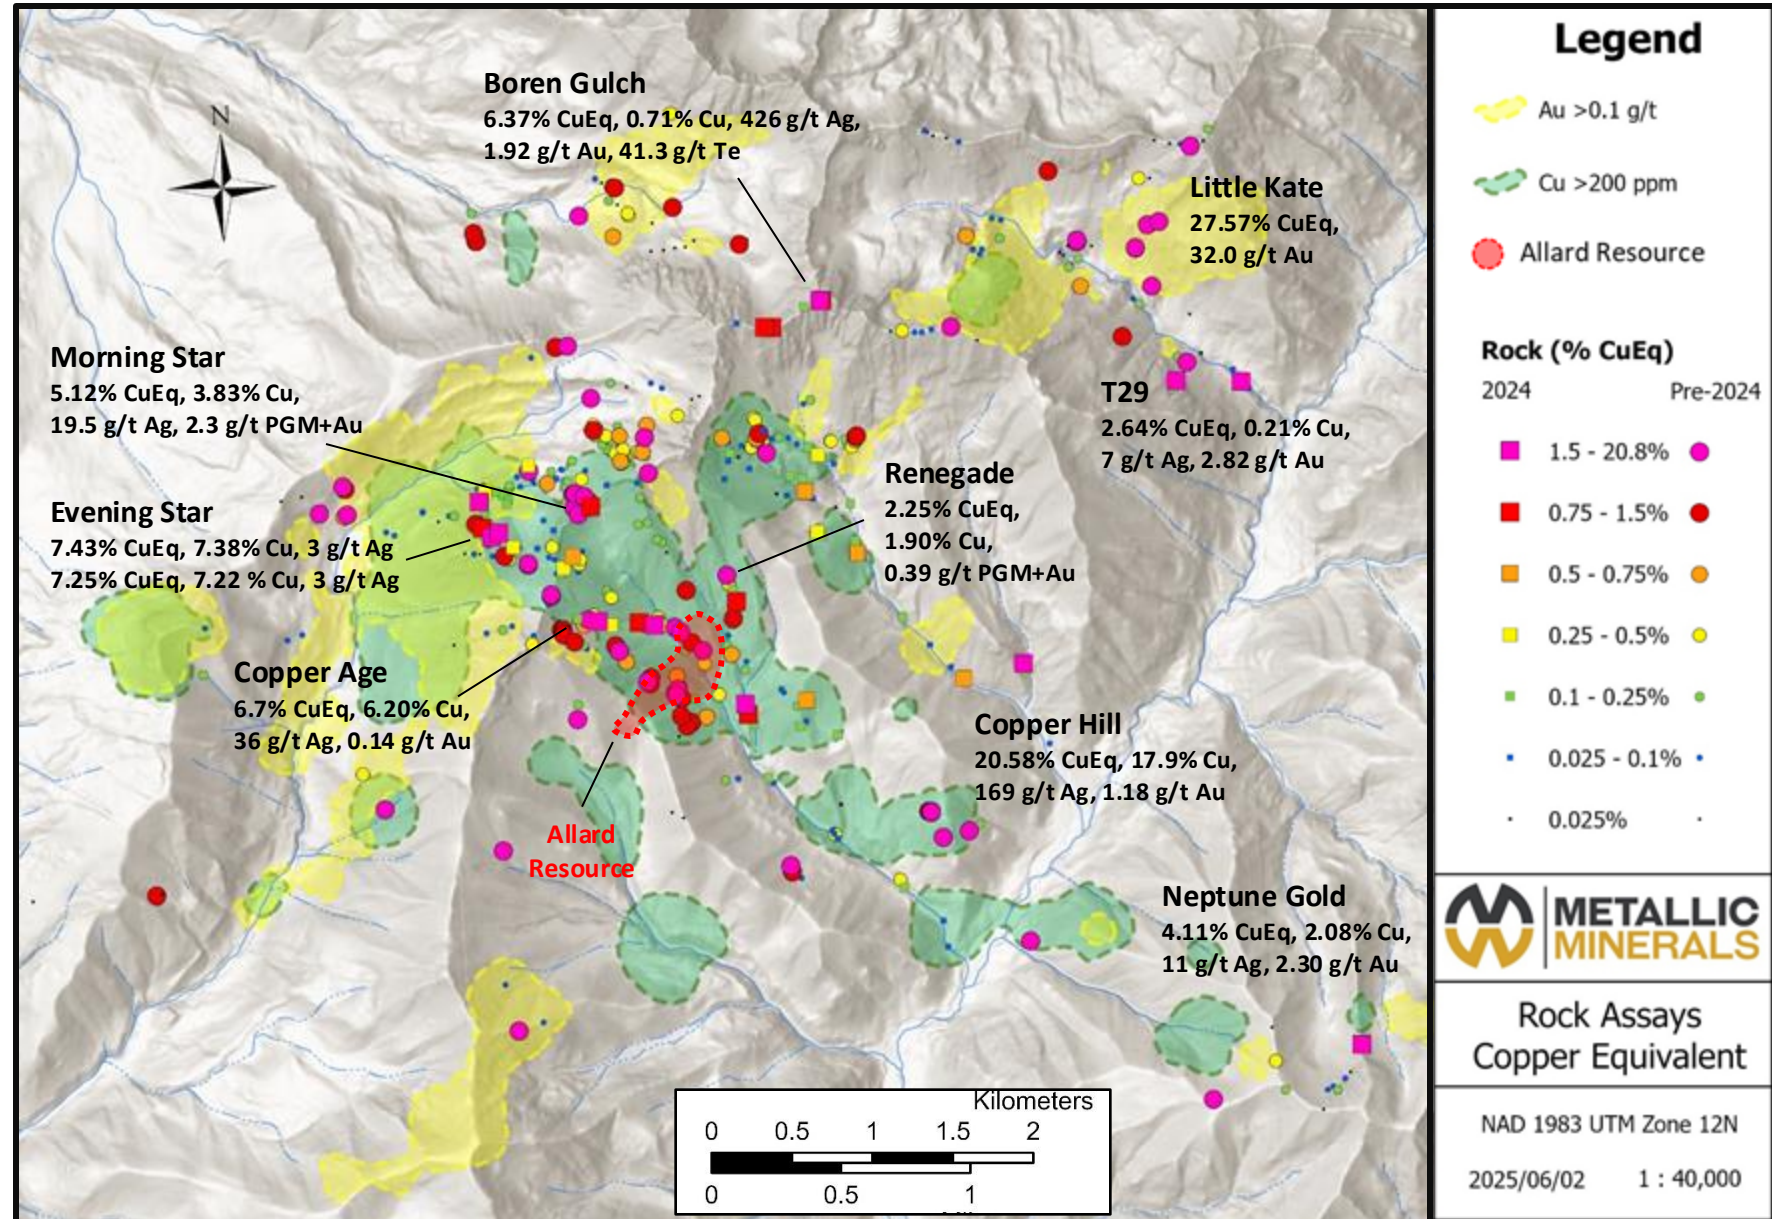 Boren Gulch
6.37% CuEq, 0.71% Cu, 426 g/t Ag,
1.92 g/t Au, 41.3 g/t Te
N
Little Kate
27.57% CuEq,
32.0 g/t Au
Morning Star
5.12% CuEq, 3.83% Cu,
19.5 g/t Ag, 2.3 g/t PGM+Au
T29
2.64% CuEq, 0.21% Cu,
7 g/t Ag, 2.82 g/t Au
Renegade
2.25% CuEq,
1.90% Cu,
0.39 g/t PGM+Au
Evening Star
7.43% CuEq, 7.38% Cu, 3 g/t Ag
7.25% CuEq, 7.22 % Cu, 3 g/t Ag
Copper Age
6.7% CuEq, 6.20% Cu,
36 g/t Ag, 0.14 g/t Au
Copper Hill
20.58% CuEq, 17.9% Cu,
169 g/t Ag, 1.18 g/t Au
Allard
Resource
Neptune Gold
4.11% CuEq, 2.08% Cu,
11 g/t Ag, 2.30 g/t Au
Kilometers
0 0.5 1 1.5 2
0 0.5 1
Legend
Au >0.1 g/t
Cu >200 ppm
Allard Resource
Rock (% CuEq)
2024 Pre-2024
1.5 - 20.8%
0.75 - 1.5%
0.5 - 0.75%
0.25 - 0.5%
0.1 - 0.25%
0.025 - 0.1%
0.025%
METALLIC
MINERALS
Rock Assays
Copper Equivalent
NAD 1983 UTM Zone 12N
2025/06/02 1 : 40,000